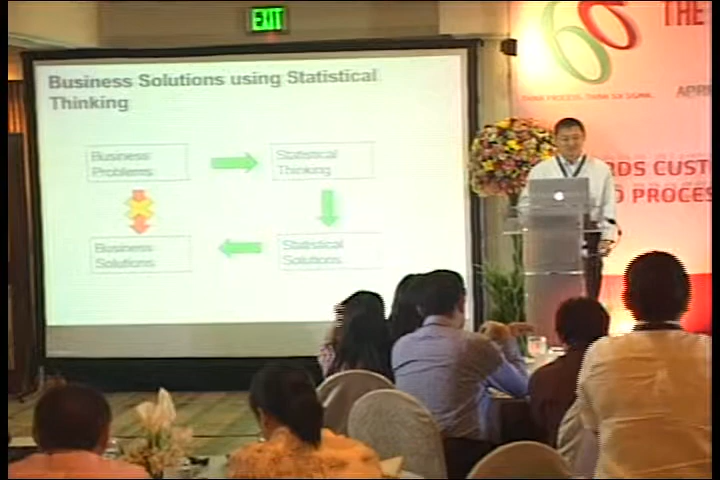 EXIT
THE
Business Solutions using Statistical
Thinking
THINK PROCESS. THINK SIX SIGMA.
APRI
Business
Problems
Statistical
Thinking
RDS CUST
D PROCES
Business
Solutions
Statistical
Solutions